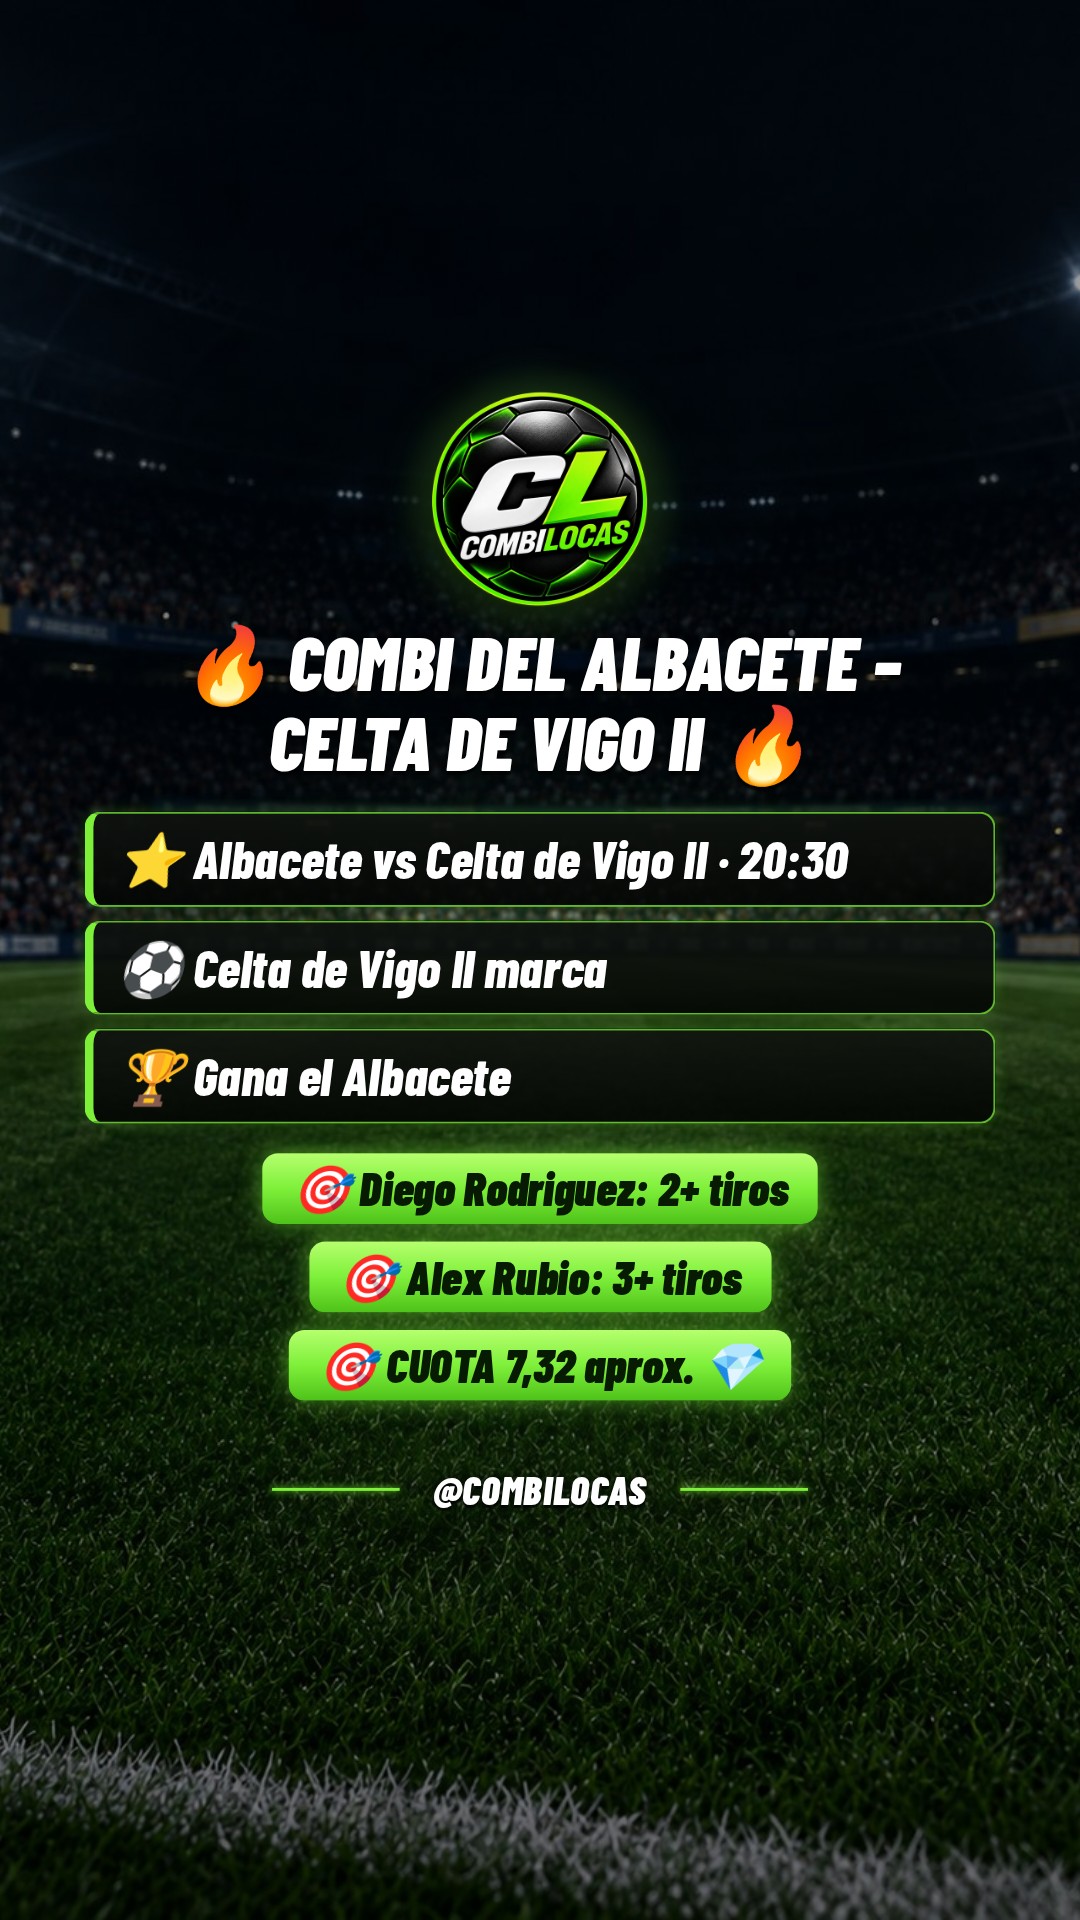 CL
COMBILOCAS
🔥 COMBI DEL ALBACETE -
CELTA DE VIGO II 🔥
⭐ Albacete vs Celta de Vigo II · 20:30
⚽ Celta de Vigo II marca
🏆 Gana el Albacete
🎯 Diego Rodriguez: 2+ tiros
🎯 Alex Rubio: 3+ tiros
🎯 CUOTA 7,32 aprox. 💎
@COMBILOCAS